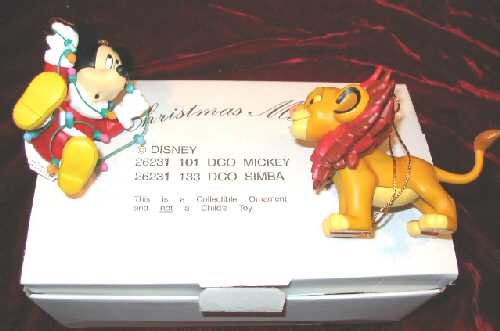 Christmas
© DISNEY
26231 101 DCO MICKEY
26231 133 DCO SIMBA
This is a Collectible Ornament
and not a Child's Toy